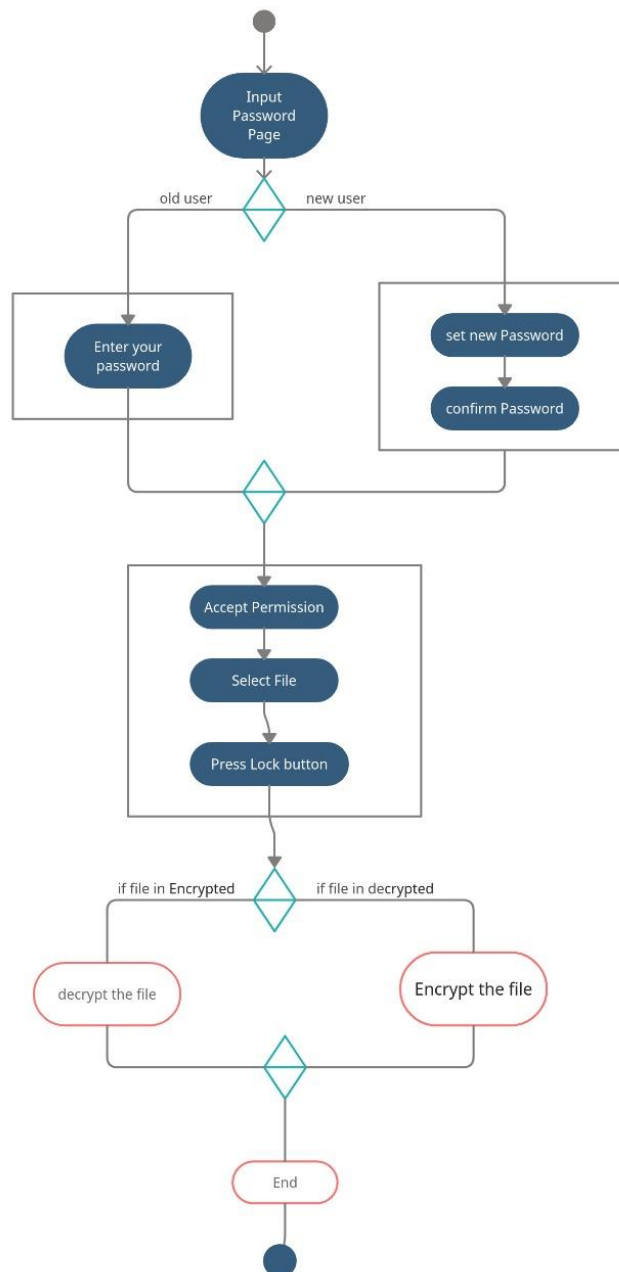 Input
Password
Page
old user
new user
Enter your
password
set new Password
confirm Password
Accept Permission
Select File
Press Lock button
if file in Encrypted
if file in decrypted
decrypt the file
Encrypt the file
End